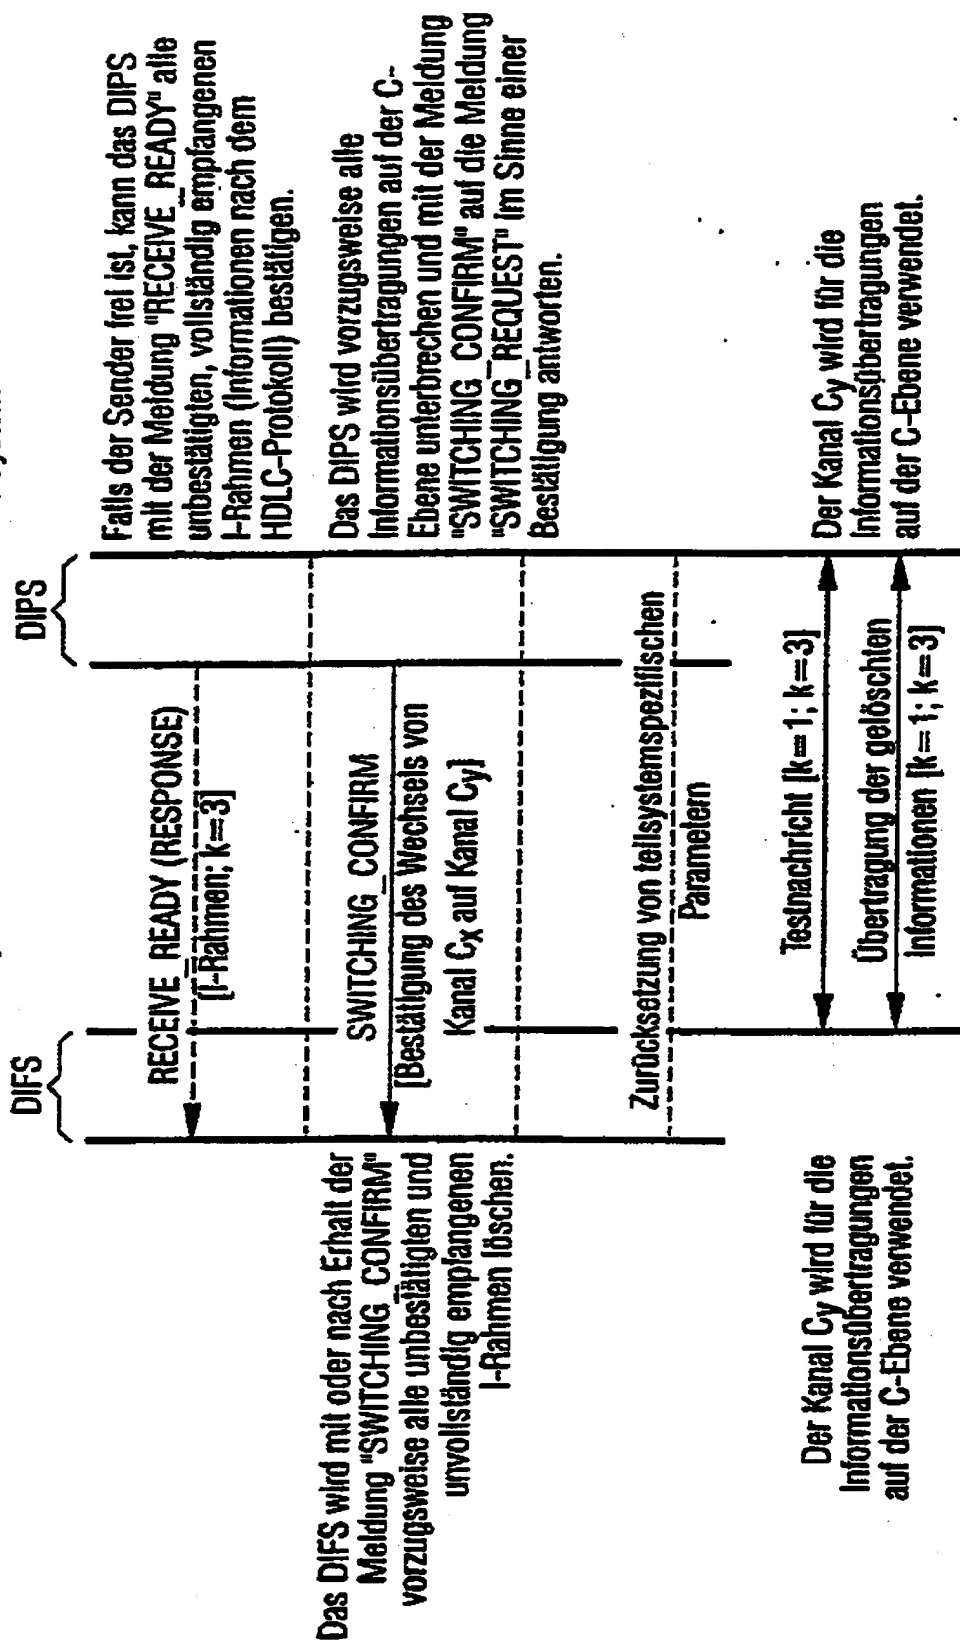 DIFS
DIPS
RECEIVE_READY (RESPONSE)
[I-Rahmen; k=3]
Falls der Sender frei ist, kann das DIPS
mit der Meldung "RECEIVE_READY" alle
unbestätigten, vollständig empfangenen
I-Rahmen (Informationen nach dem
HDLC-Protokoll) bestätigen.
Das DIFS wird mit oder nach Erhalt der
Meldung "SWITCHING_CONFIRM"
vorzugsweise alle unbestätigten und
unvollständig empfangenen
I-Rahmen löschen.
SWITCHING_CONFIRM
[Bestätigung des Wechsels von
Kanal Cx auf Kanal Cy]
Das DIPS wird vorzugsweise alle
Informationsübertragungen auf der C-
Ebene unterbrechen und mit der Meldung
"SWITCHING_CONFIRM" auf die Meldung
"SWITCHING_REQUEST" im Sinne einer
Bestätigung antworten.
Zurücksetzung von teilsystemspezifischen
Parametern
Der Kanal Cy wird für die
Informationsübertragungen
auf der C-Ebene verwendet.
Testnachricht [k=1; k=3]
Übertragung der gelöschten
Informationen [k=1; k=3]
Der Kanal Cy wird für die
Informationsübertragungen
auf der C-Ebene verwendet.